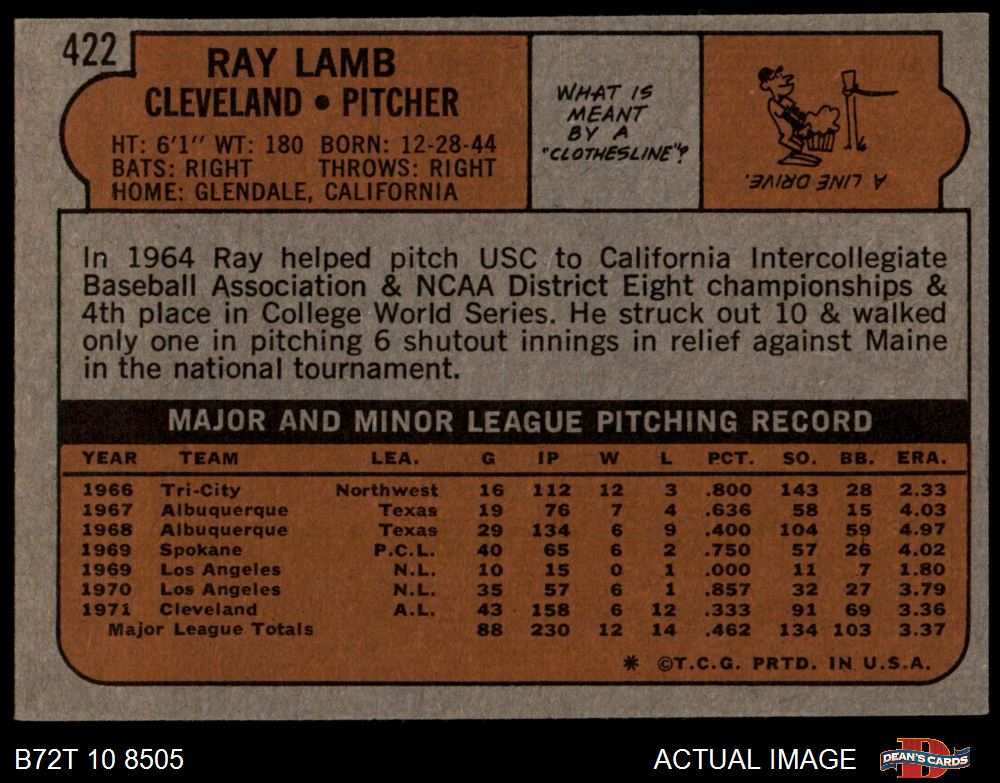 422
RAY LAMB
CLEVELAND • PITCHER
HT: 6'1" WT: 180 BORN: 12-28-44
BATS: RIGHT THROWS: RIGHT
HOME: GLENDALE, CALIFORNIA
WHAT IS
MEANT
BY A
"CLOTHESLINE"?
A LINE DRIVE.
In 1964 Ray helped pitch USC to California Intercollegiate
Baseball Association & NCAA District Eight championships &
4th place in College World Series. He struck out 10 & walked
only one in pitching 6 shutout innings in relief against Maine
in the national tournament.
MAJOR AND MINOR LEAGUE PITCHING RECORD
YEAR TEAM LEA. G IP W L PCT. SO. BB. ERA.
1966 Tri-City Northwest 16 112 12 3 .800 143 28 2.33
1967 Albuquerque Texas 19 76 7 4 .636 58 15 4.03
1968 Albuquerque Texas 29 134 6 9 .400 104 59 4.97
1969 Spokane P.C.L. 40 65 6 2 .750 57 26 4.02
1969 Los Angeles N.L. 10 15 0 1 .000 11 7 1.80
1970 Los Angeles N.L. 35 57 6 1 .857 32 27 3.79
1971 Cleveland A.L. 43 158 6 12 .333 91 69 3.36
Major League Totals 88 230 12 14 .462 134 103 3.37
* ©T.C.G. PRTD. IN U.S.A.
B72T 10 8505 ACTUAL IMAGE DEAN'S CARDS